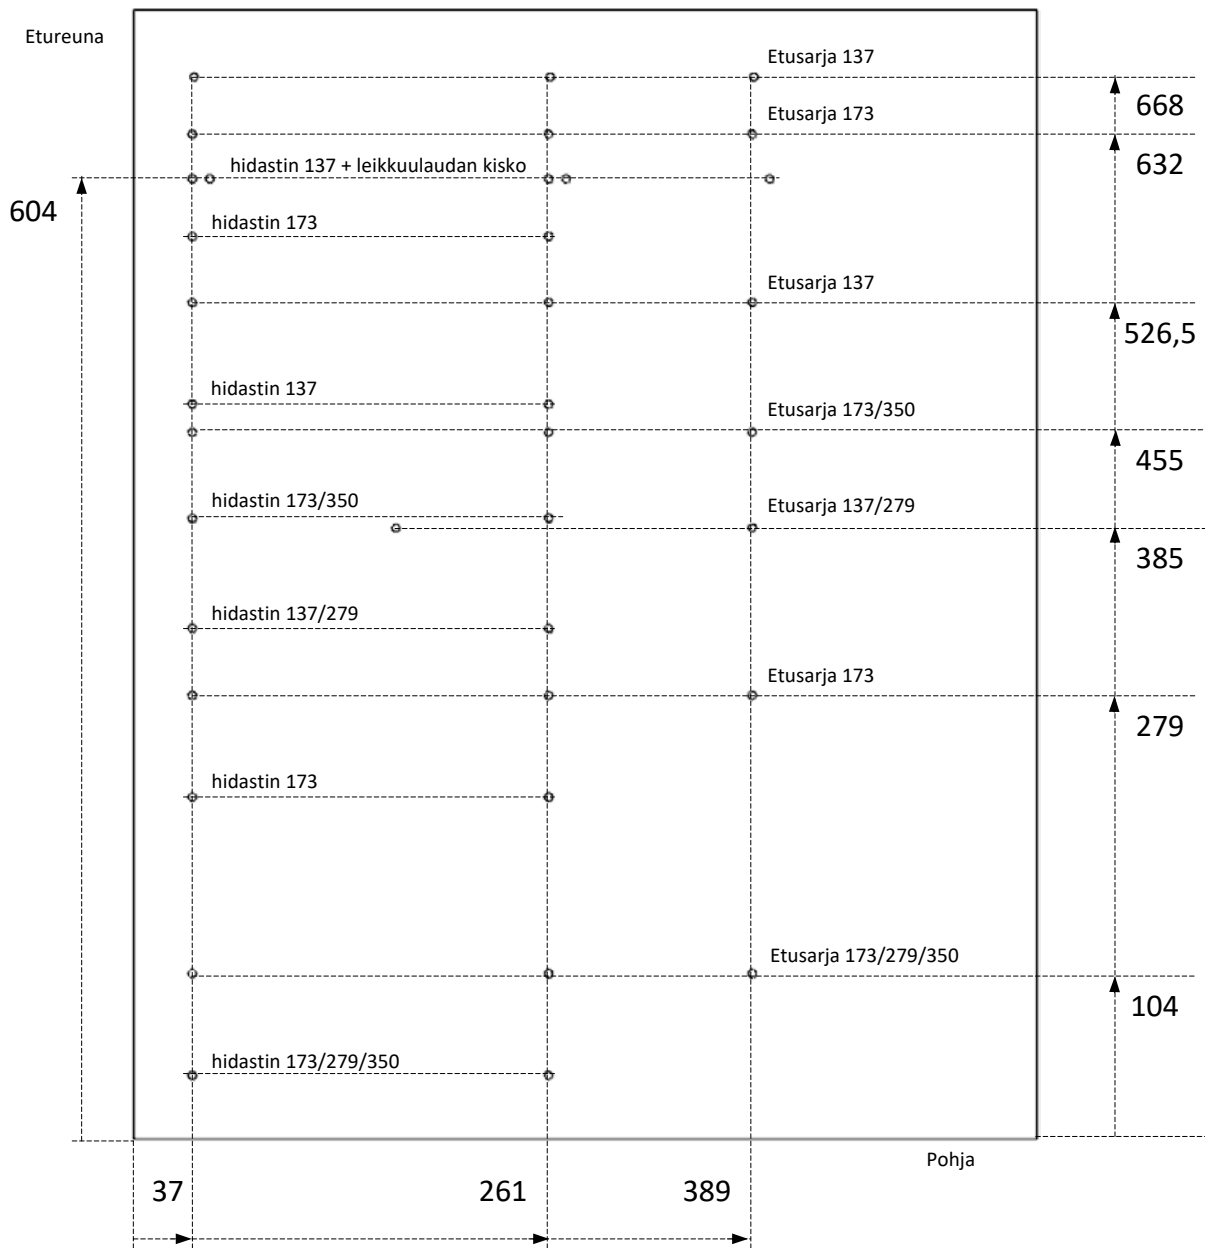 Etureuna
Etusarja 137
668
Etusarja 173
632
hidastin 137 + leikkuulaudan kisko
604
hidastin 173
Etusarja 137
526,5
hidastin 137
Etusarja 173/350
455
hidastin 173/350
Etusarja 137/279
385
hidastin 137/279
Etusarja 173
279
hidastin 173
Etusarja 173/279/350
104
hidastin 173/279/350
Pohja
37
261
389